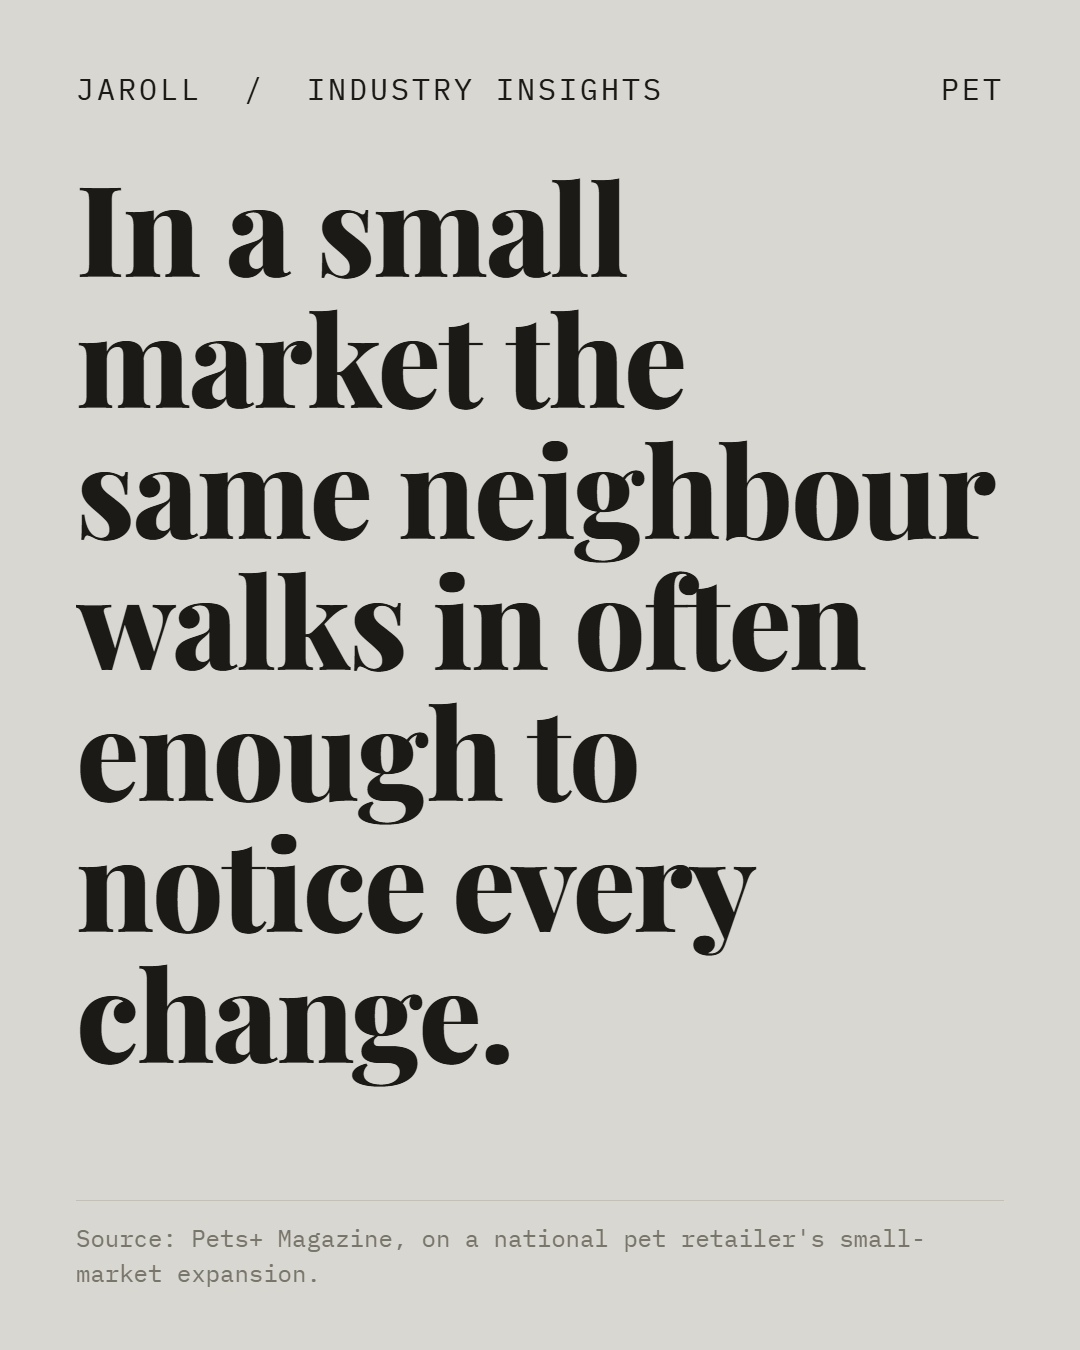 JAROLL / INDUSTRY INSIGHTS PET
In a small
market the
same neighbour
walks in often
enough to
notice every
change.
Source: Pets+ Magazine, on a national pet retailer's small-
market expansion.